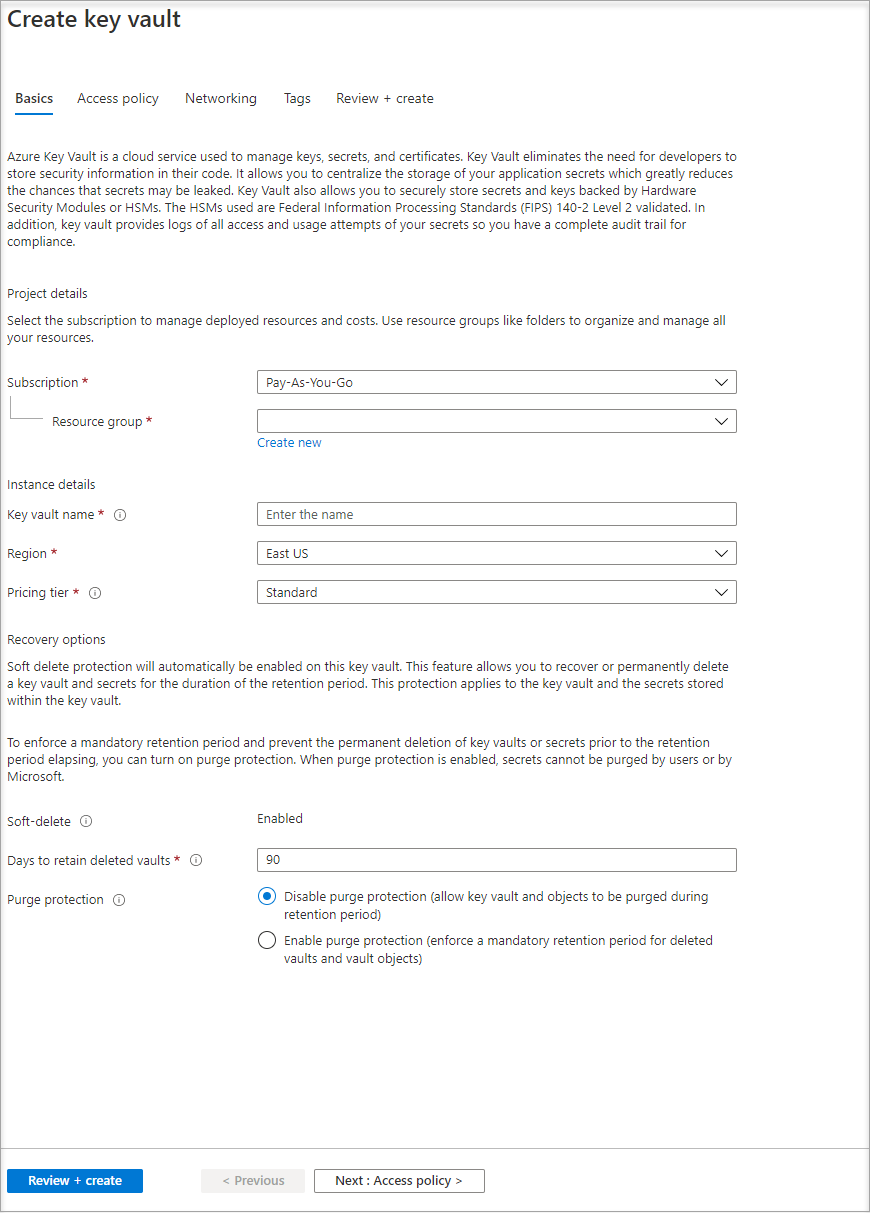 Create key vault
Basics Access policy Networking Tags Review + create
Azure Key Vault is a cloud service used to manage keys, secrets, and certificates. Key Vault eliminates the need for developers to
store security information in their code. It allows you to centralize the storage of your application secrets which greatly reduces
the chances that secrets may be leaked. Key Vault also allows you to securely store secrets and keys backed by Hardware
Security Modules or HSMs. The HSMs used are Federal Information Processing Standards (FIPS) 140-2 Level 2 validated. In
addition, key vault provides logs of all access and usage attempts of your secrets so you have a complete audit trail for
compliance.
Project details
Select the subscription to manage deployed resources and costs. Use resource groups like folders to organize and manage all
your resources.
Subscription * Pay-As-You-Go
Resource group *
Create new
Instance details
Key vault name * Enter the name
Region * East US
Pricing tier * Standard
Recovery options
Soft delete protection will automatically be enabled on this key vault. This feature allows you to recover or permanently delete
a key vault and secrets for the duration of the retention period. This protection applies to the key vault and the secrets stored
within the key vault.
To enforce a mandatory retention period and prevent the permanent deletion of key vaults or secrets prior to the retention
period elapsing, you can turn on purge protection. When purge protection is enabled, secrets cannot be purged by users or by
Microsoft.
Soft-delete Enabled
Days to retain deleted vaults * 90
Purge protection Disable purge protection (allow key vault and objects to be purged during
retention period)
Enable purge protection (enforce a mandatory retention period for deleted
vaults and vault objects)
Review + create < Previous Next : Access policy >